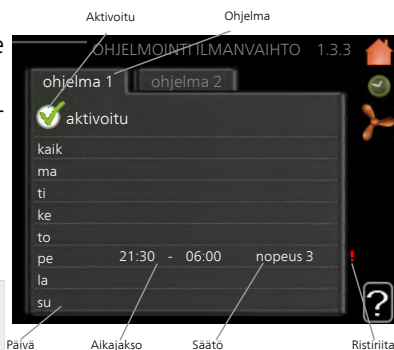 Aktivoitu Ohjelma
e
OHJELMOINTI ILMANVAIHTO 1.3.3
ohjelma 1 ohjelma 2
aktivoitu
kaik
ma
ti
ke
to
pe 21:30 - 06:00 nopeus 3 !
la
su
?
Päivä Aikajakso Säätö Ristiriita